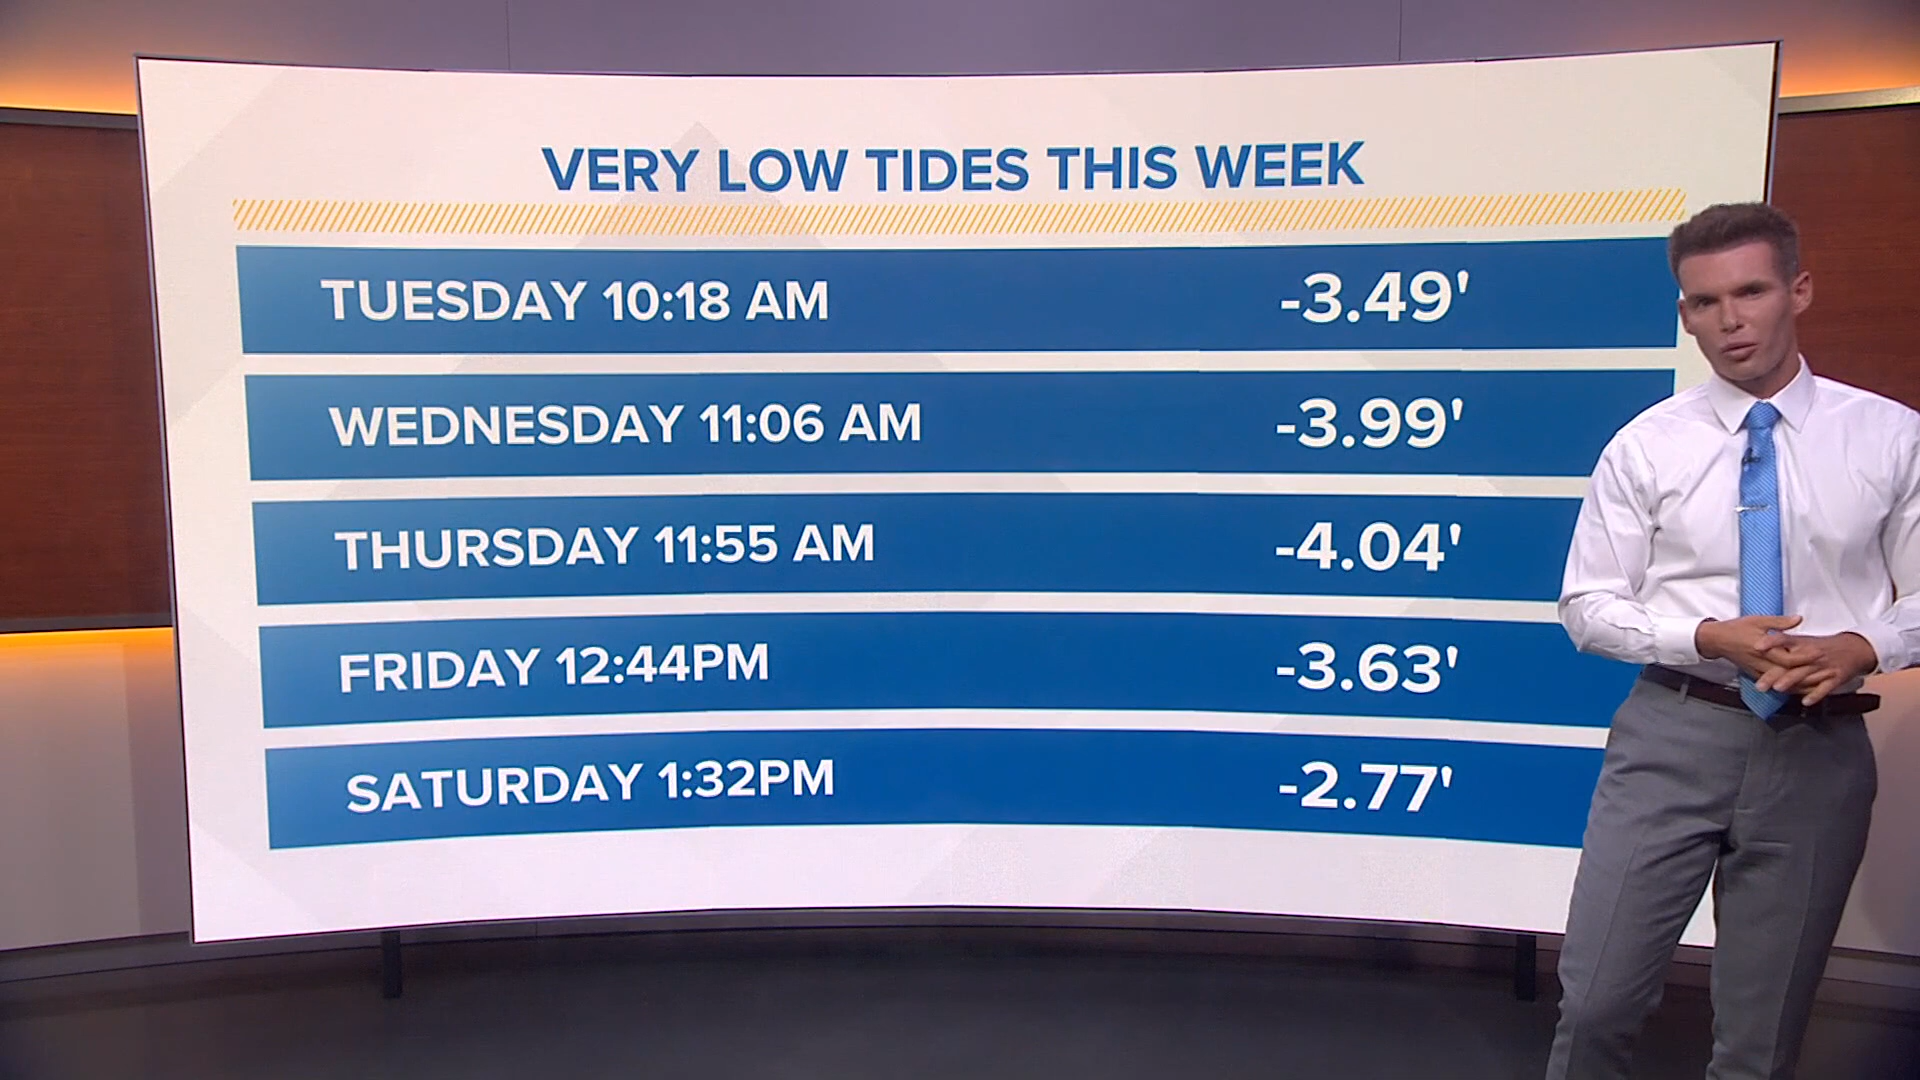 VERY LOW TIDES THIS WEEK
TUESDAY 10:18 AM -3.49'
WEDNESDAY 11:06 AM -3.99'
THURSDAY 11:55 AM -4.04'
FRIDAY 12:44PM -3.63'
SATURDAY 1:32PM -2.77'